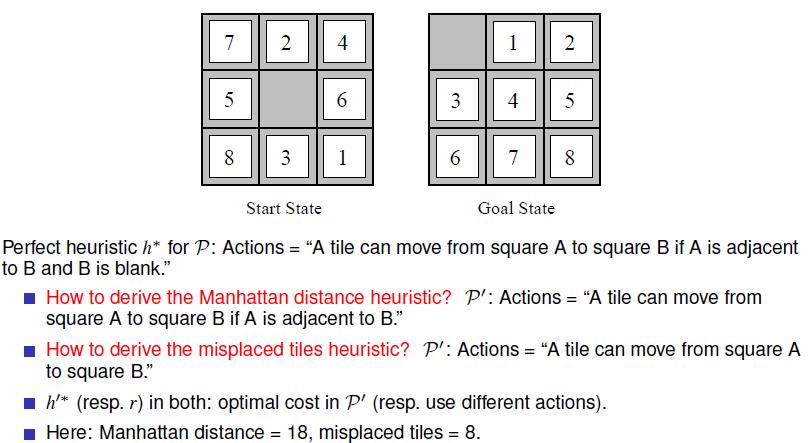 7 2 4 1 2
5 6 3 4 5
8 3 1 6 7 8
Start State Goal State
Perfect heuristic h* for 𝒫: Actions = “A tile can move from square A to square B if A is adjacent
to B and B is blank.”
■ How to derive the Manhattan distance heuristic? 𝒫′: Actions = “A tile can move from
square A to square B if A is adjacent to B.”
■ How to derive the misplaced tiles heuristic? 𝒫′: Actions = “A tile can move from square A
to square B.”
■ h′* (resp. r) in both: optimal cost in 𝒫′ (resp. use different actions).
■ Here: Manhattan distance = 18, misplaced tiles = 8.